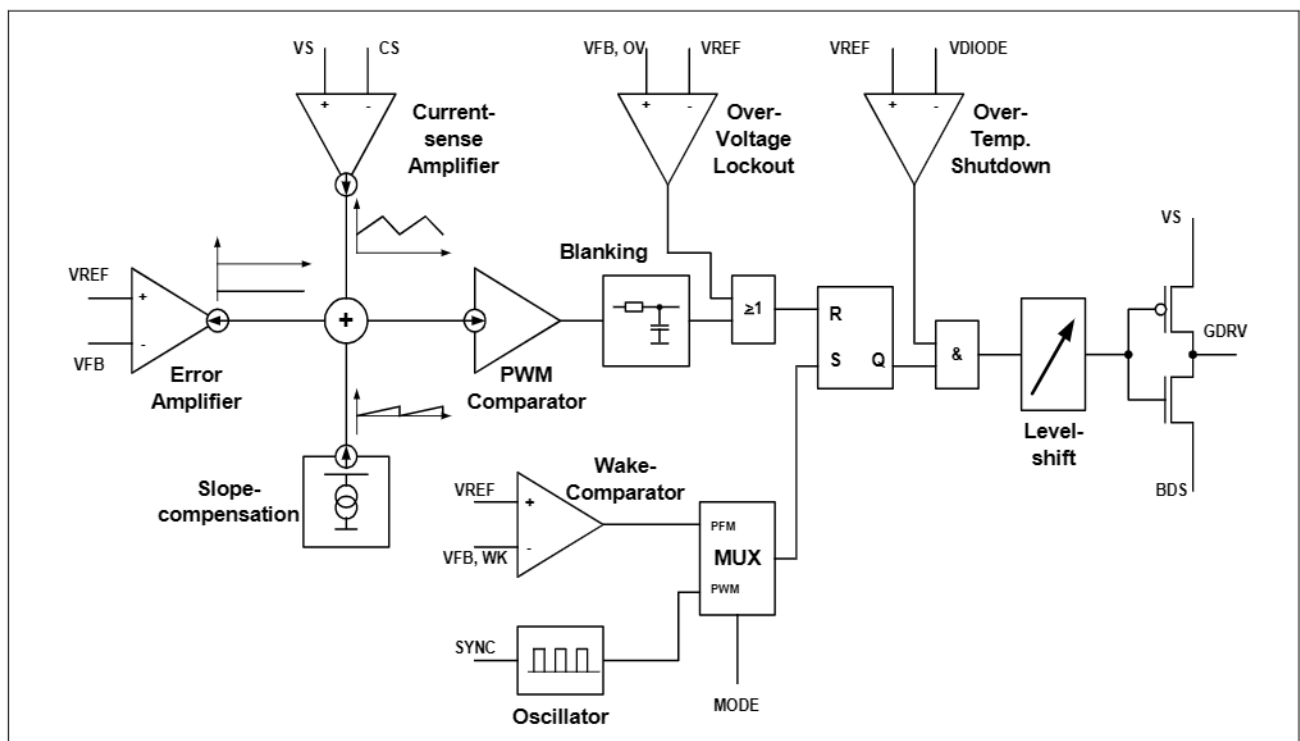 VS
CS
VFB, OV
VREF
VREF
VDIODE
+
-
+
-
+
-
Current-
sense
Amplifier
Over-
Voltage
Lockout
Over-
Temp.
Shutdown
VS
Blanking
VREF
+
+
≥1
R
GDRV
VFB
-
S
Q
&
Error
Amplifier
PWM
Comparator
Level-
shift
Slope-
compensation
Wake-
Comparator
VREF
+
BDS
PFM
VFB, WK
-
MUX
PWM
SYNC
MODE
Oscillator